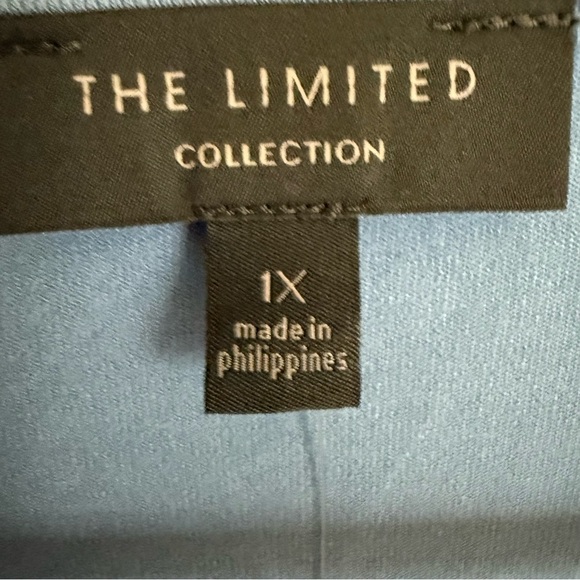 THE LIMITED
COLLECTION
1X
made in
philippines